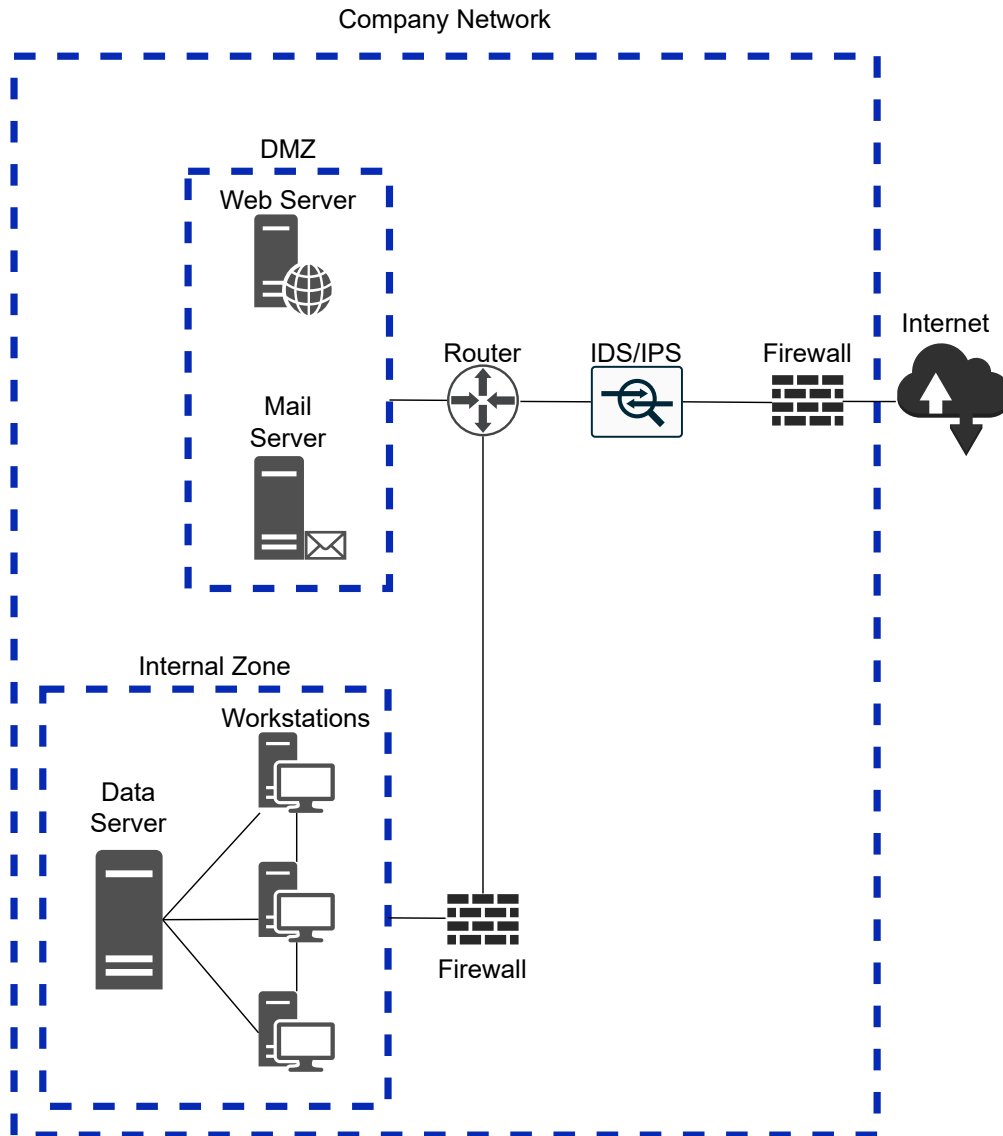 Company Network
DMZ
Web Server
Mail
Server
Router
IDS/IPS
Firewall
Internet
Internal Zone
Workstations
Data
Server
Firewall